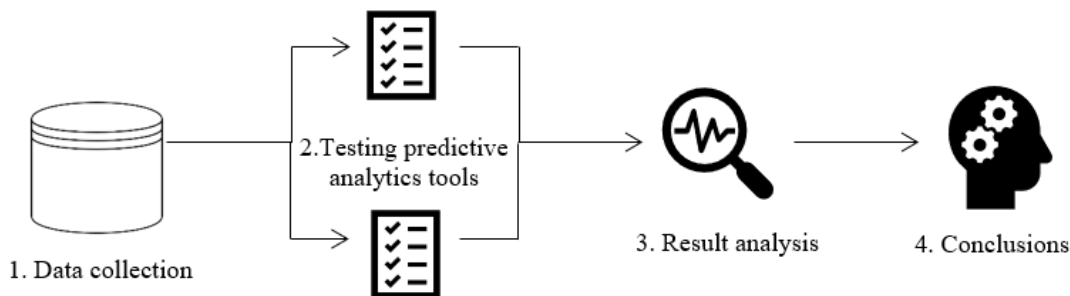 1. Data collection
2.Testing predictive
analytics tools
3. Result analysis
4. Conclusions